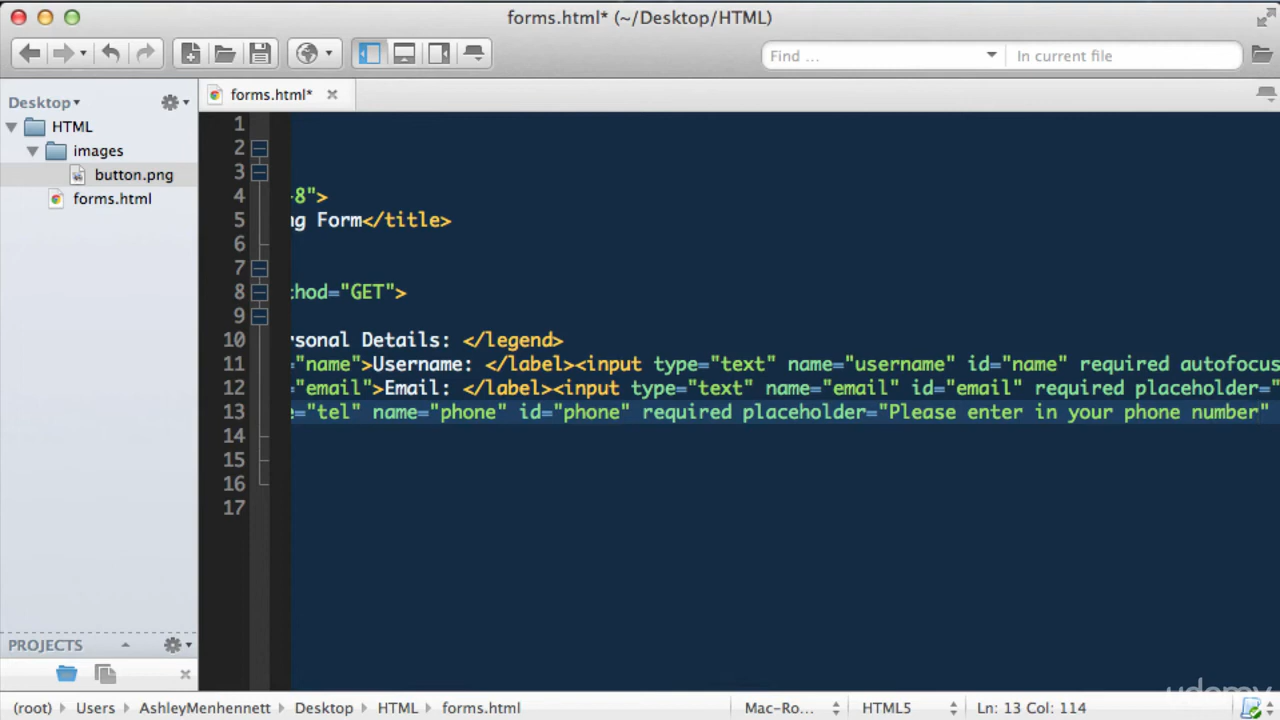 forms.html* (~/Desktop/HTML)
Find ...
In current file
Desktop
forms.html*
HTML
images
button.png
forms.html
1
2
3
4 -8">
5 ng Form</title>
6
7
8 hod="GET">
9
10 rsonal Details: </legend>
11 ="name">Username: </label><input type="text" name="username" id="name" required autofocus
12 ="email">Email: </label><input type="text" name="email" id="email" required placeholder="
13 e="tel" name="phone" id="phone" required placeholder="Please enter in your phone number"
14
15
16
17
PROJECTS
udemy
(root) Users AshleyMenhennett Desktop HTML forms.html
Mac-Ro... HTML5 Ln: 13 Col: 114